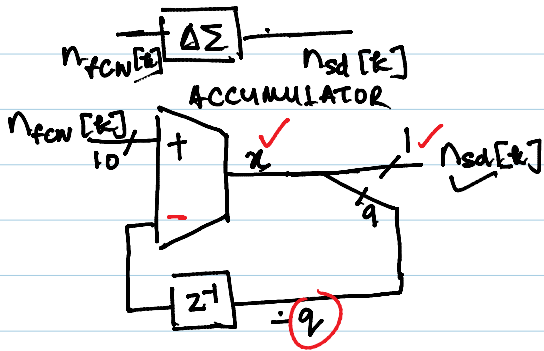 ΔΣ
n_fcw[k] n_sd[k]
ACCUMULATOR
n_fcw[k]
10
+
x
1
n_sd[k]
-
9
z⁻¹
-q